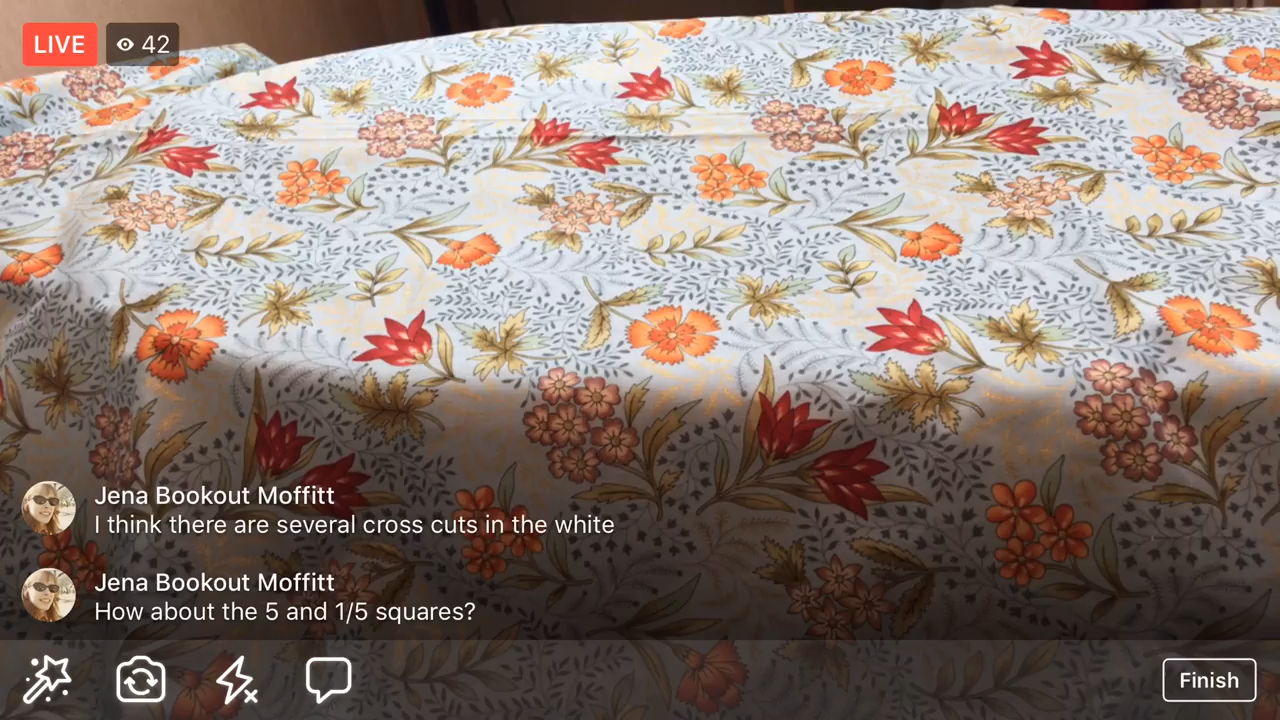 LIVE
42
Jena Bookout Moffitt
I think there are several cross cuts in the white
Jena Bookout Moffitt
How about the 5 and 1/5 squares?
Finish